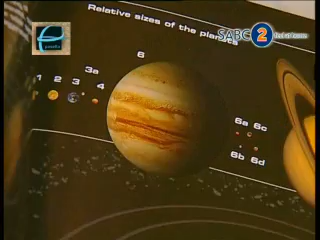 Relative sizes of the planets
SABC 2
6
3a
1 2 3 4
6a 6c
6b 6d